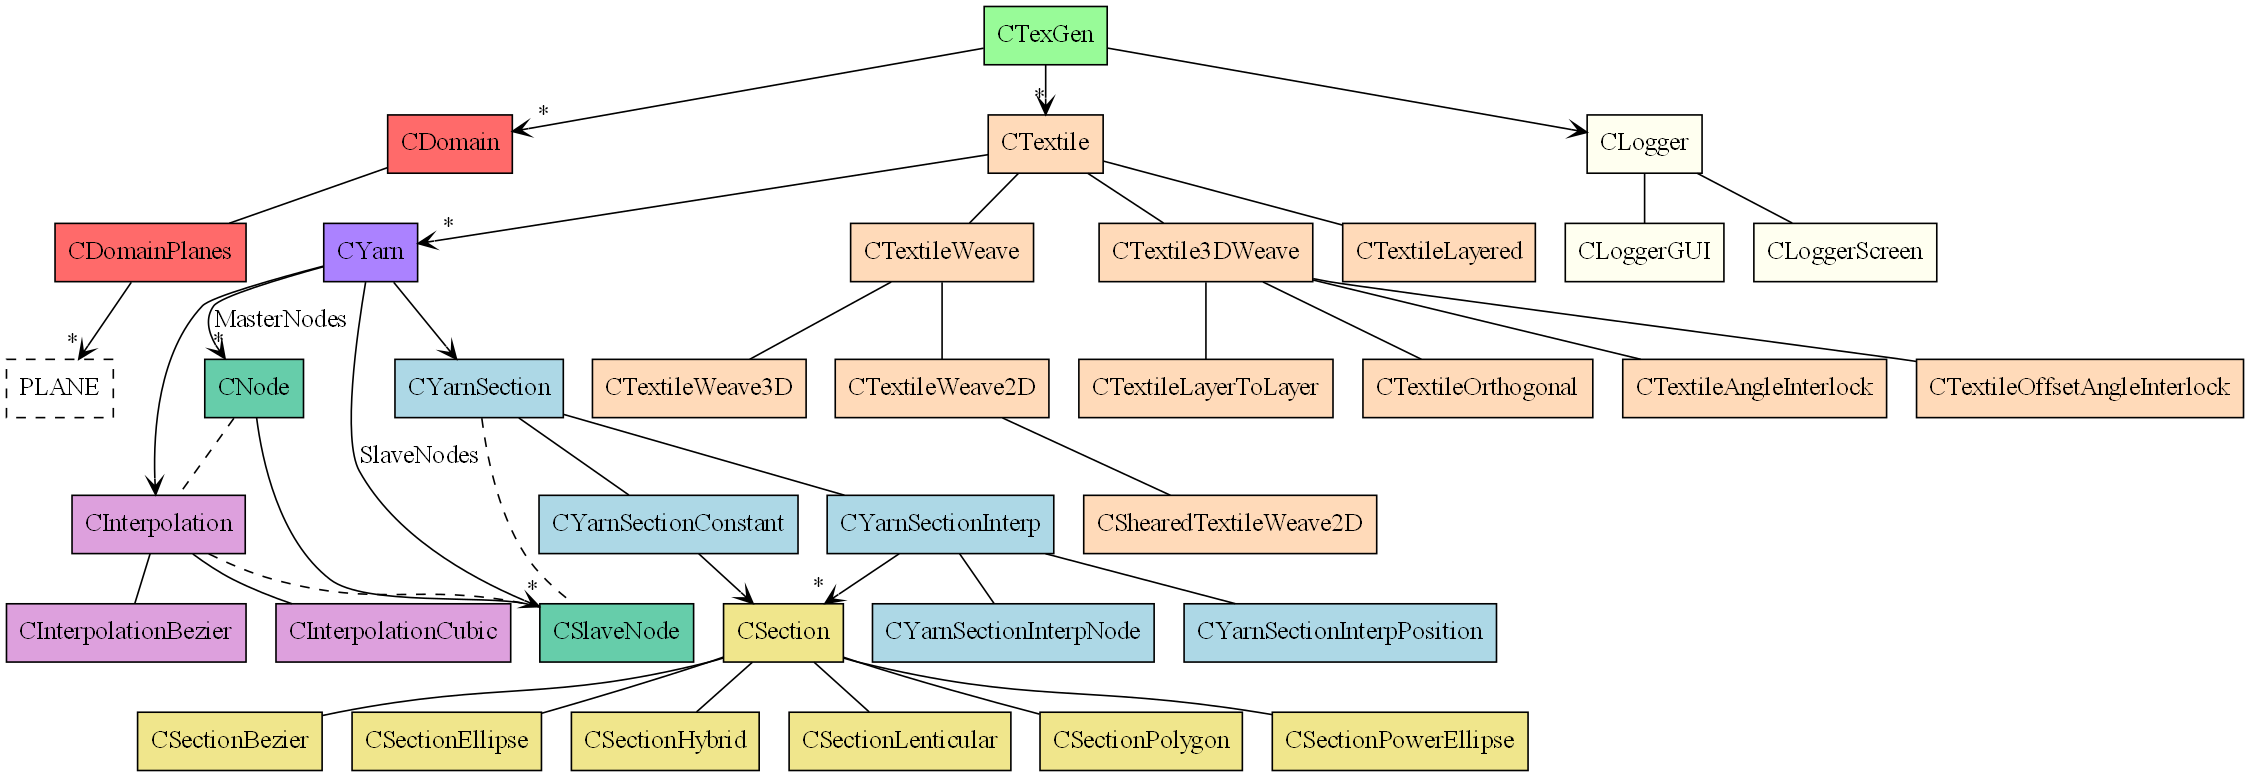 CTexGen
*
*
CDomain
CTextile
CLogger
*
CDomainPlanes
CYarn
CTextileWeave
CTextile3DWeave
CTextileLayered
CLoggerGUI
CLoggerScreen
MasterNodes
*
*
PLANE
CNode
CYarnSection
CTextileWeave3D
CTextileWeave2D
CTextileLayerToLayer
CTextileOrthogonal
CTextileAngleInterlock
CTextileOffsetAngleInterlock
SlaveNodes
CInterpolation
CYarnSectionConstant
CYarnSectionInterp
CShearedTextileWeave2D
*
*
CInterpolationBezier
CInterpolationCubic
CSlaveNode
CSection
CYarnSectionInterpNode
CYarnSectionInterpPosition
CSectionBezier
CSectionEllipse
CSectionHybrid
CSectionLenticular
CSectionPolygon
CSectionPowerEllipse